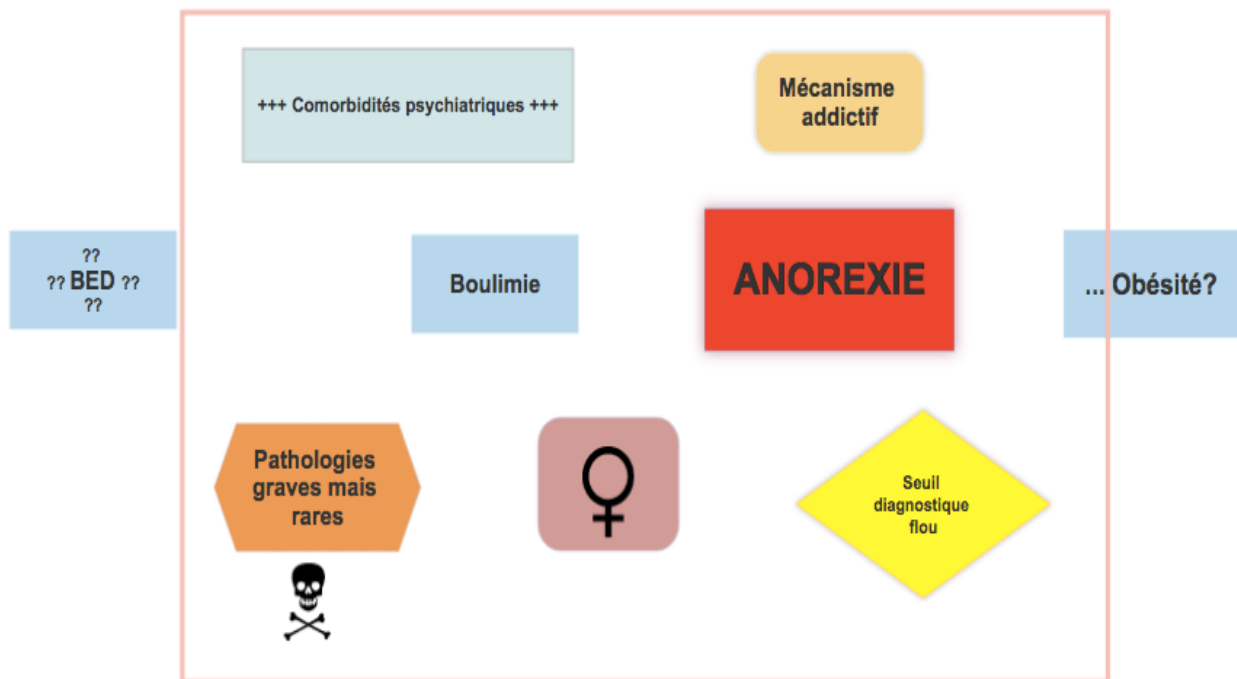 +++ Comorbidités psychiatriques +++
Mécanisme
addictif
??
?? BED ??
??
Boulimie
ANOREXIE
... Obésité?
Pathologies
graves mais
rares
Seuil
diagnostique
flou